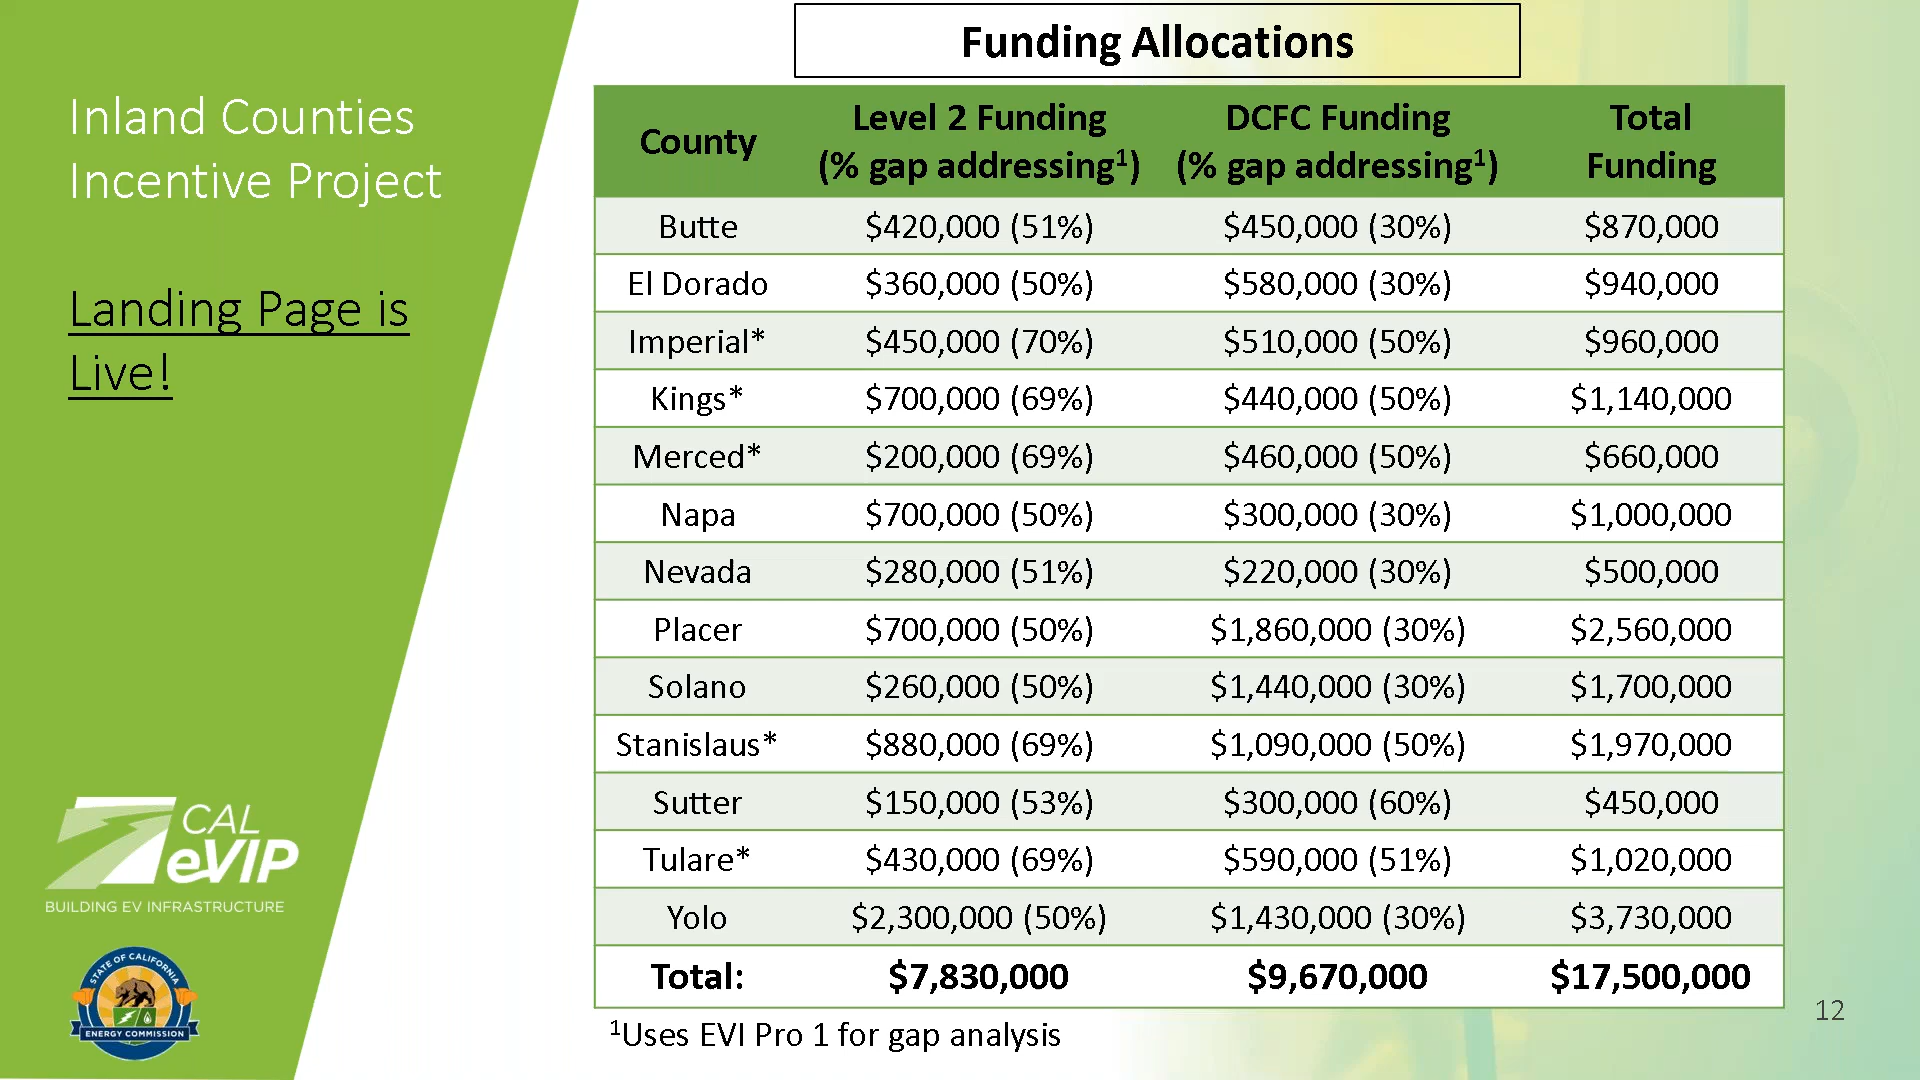 Funding Allocations
Inland Counties
Incentive Project
Landing Page is
Live!
County Level 2 Funding (% gap addressing¹) DCFC Funding (% gap addressing¹) Total Funding
Butte $420,000 (51%) $450,000 (30%) $870,000
El Dorado $360,000 (50%) $580,000 (30%) $940,000
Imperial* $450,000 (70%) $510,000 (50%) $960,000
Kings* $700,000 (69%) $440,000 (50%) $1,140,000
Merced* $200,000 (69%) $460,000 (50%) $660,000
Napa $700,000 (50%) $300,000 (30%) $1,000,000
Nevada $280,000 (51%) $220,000 (30%) $500,000
Placer $700,000 (50%) $1,860,000 (30%) $2,560,000
Solano $260,000 (50%) $1,440,000 (30%) $1,700,000
Stanislaus* $880,000 (69%) $1,090,000 (50%) $1,970,000
Sutter $150,000 (53%) $300,000 (60%) $450,000
Tulare* $430,000 (69%) $590,000 (51%) $1,020,000
Yolo $2,300,000 (50%) $1,430,000 (30%) $3,730,000
Total: $7,830,000 $9,670,000 $17,500,000
¹Uses EVI Pro 1 for gap analysis
CAL
eVIP
BUILDING EV INFRASTRUCTURE
STATE OF CALIFORNIA
ENERGY COMMISSION
12